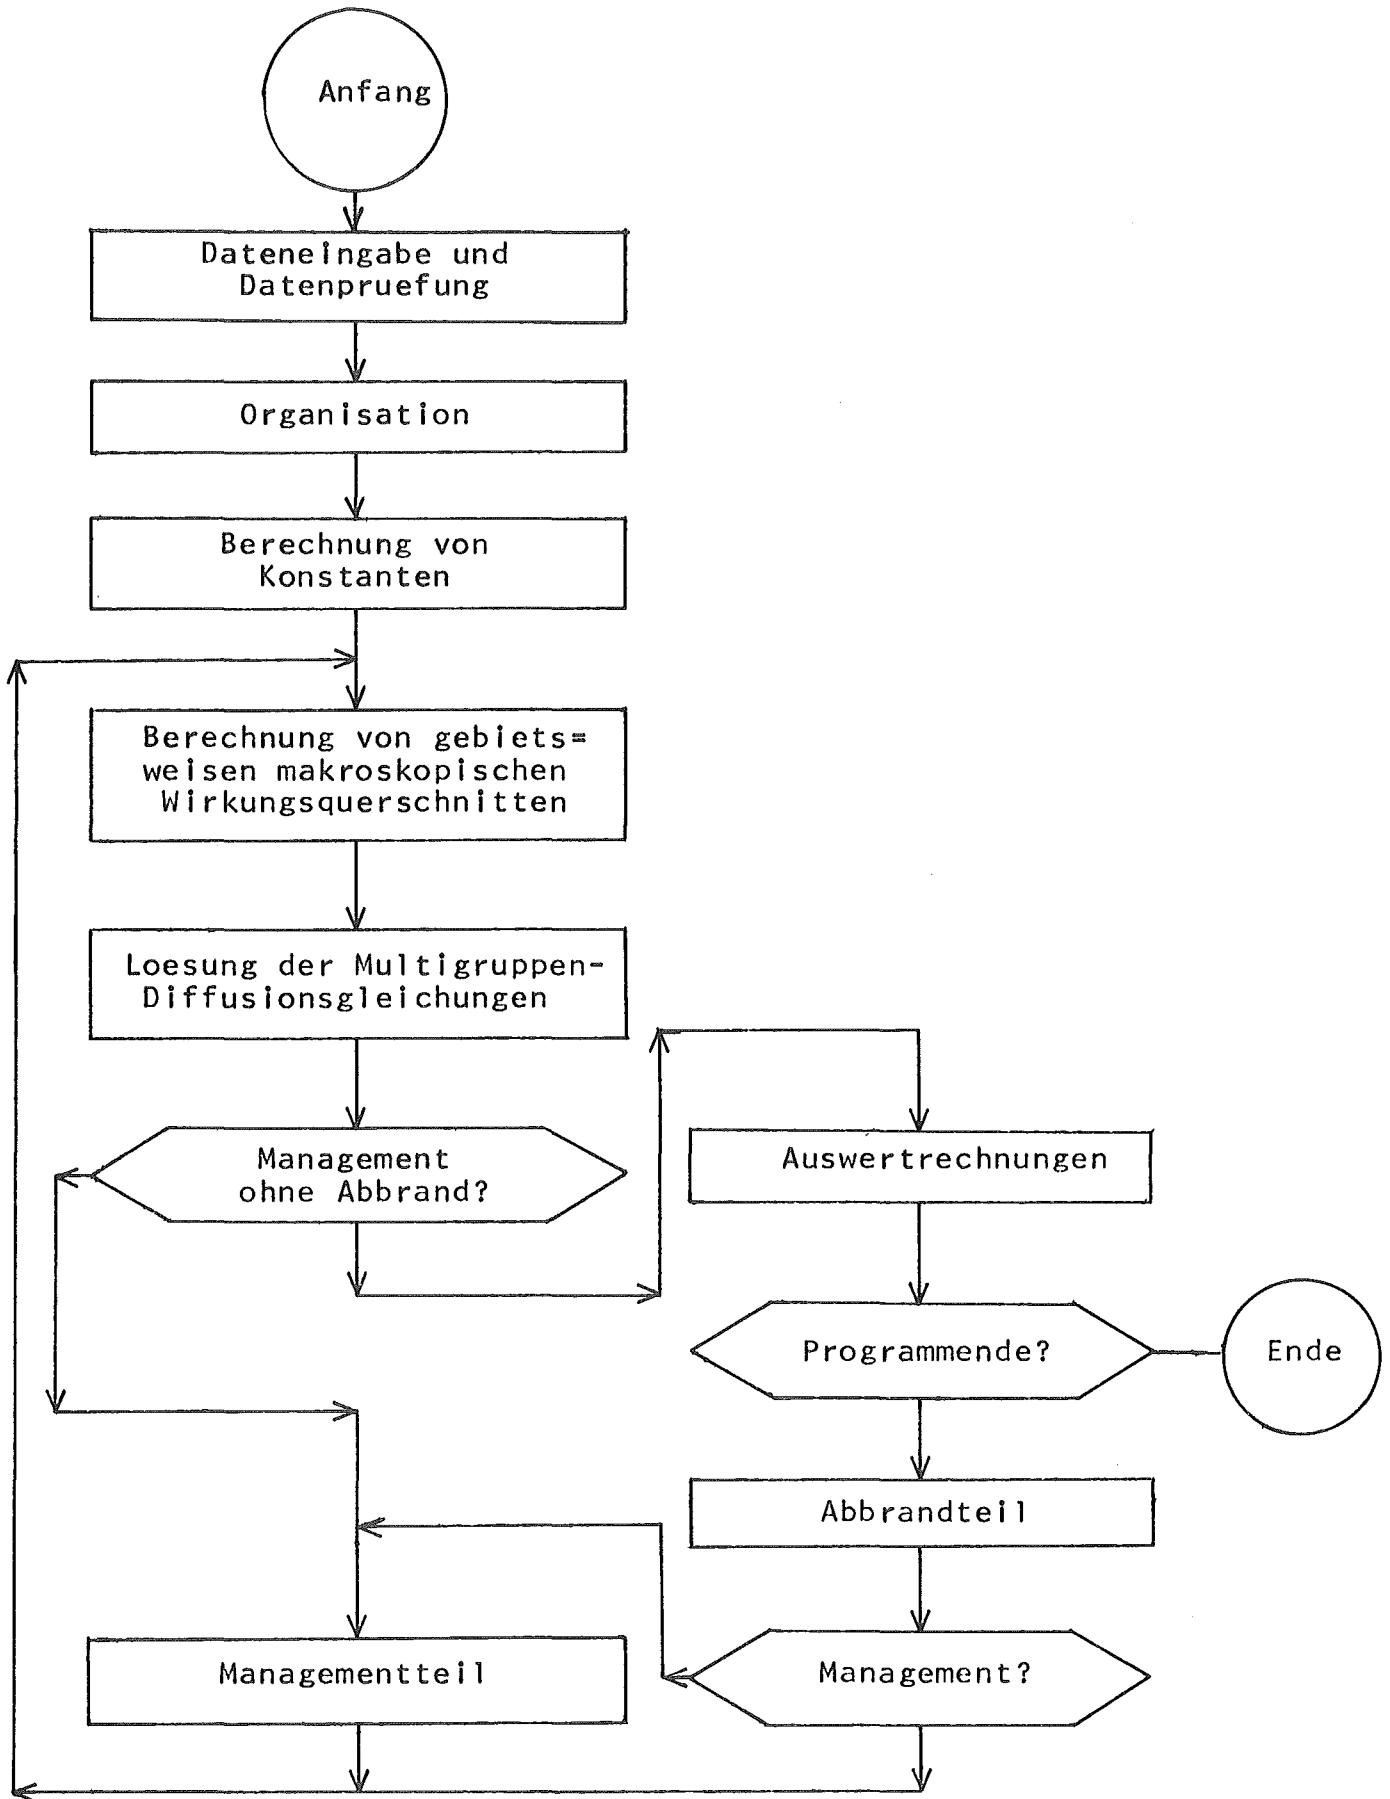 Anfang
Dateneingabe und
Datenpruefung
Organisation
Berechnung von
Konstanten
Berechnung von gebiets=
weisen makroskopischen
Wirkungsquerschnitten
Loesung der Multigruppen-
Diffusionsgleichungen
Management
ohne Abbrand?
Auswertrechnungen
Programmende?
Ende
Abbrandteil
Management?
Managementteil